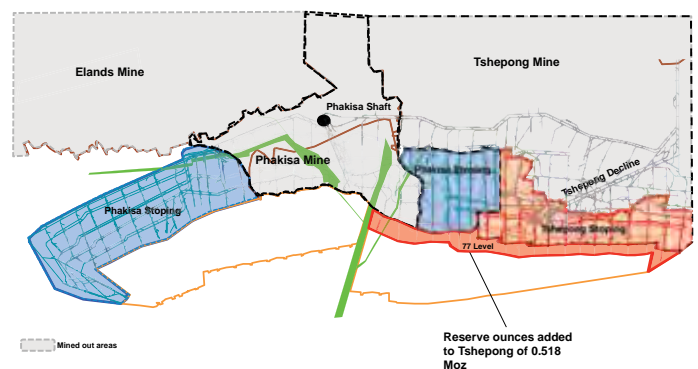 Elands Mine
Tshepong Mine
Phakisa Shaft
Phakisa Mine
Phakisa Stoping
Tshepong Decline
Phakisa Stoping
Tshepong Stoping
77 Level
Reserve ounces added
to Tshepong of 0.518
Moz
Mined out areas